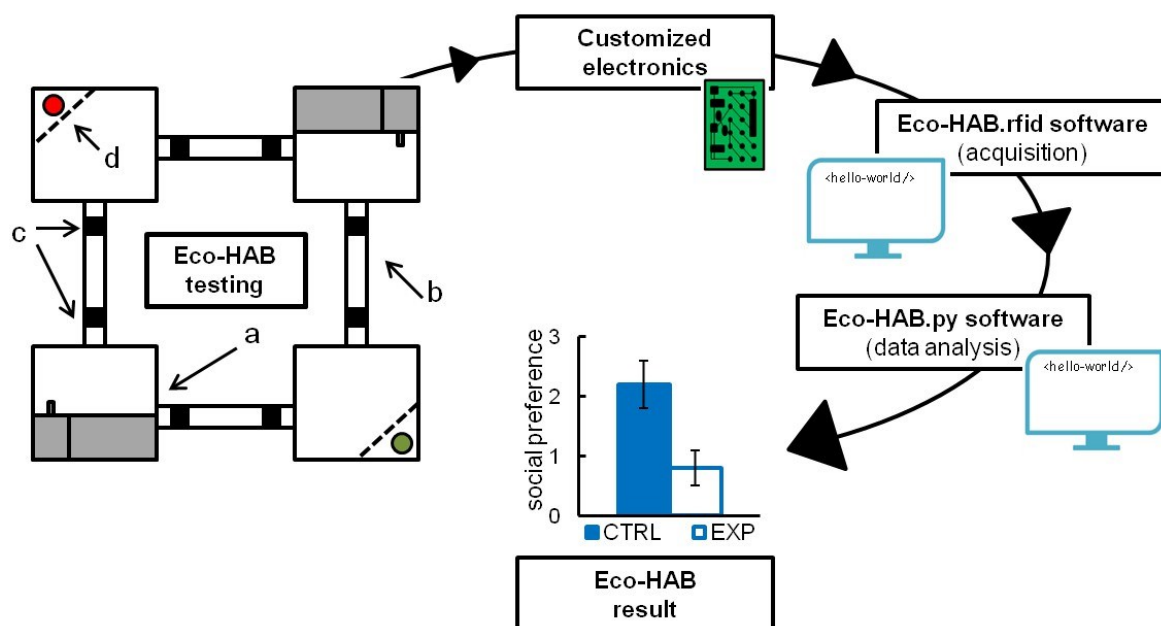 Customized
electronics
Eco-HAB.rfid software
(acquisition)
<hello-world/>
d
c
Eco-HAB
testing
b
a
Eco-HAB.py software
(data analysis)
<hello-world/>
social preference
3
2
1
0
CTRL
EXP
Eco-HAB
result